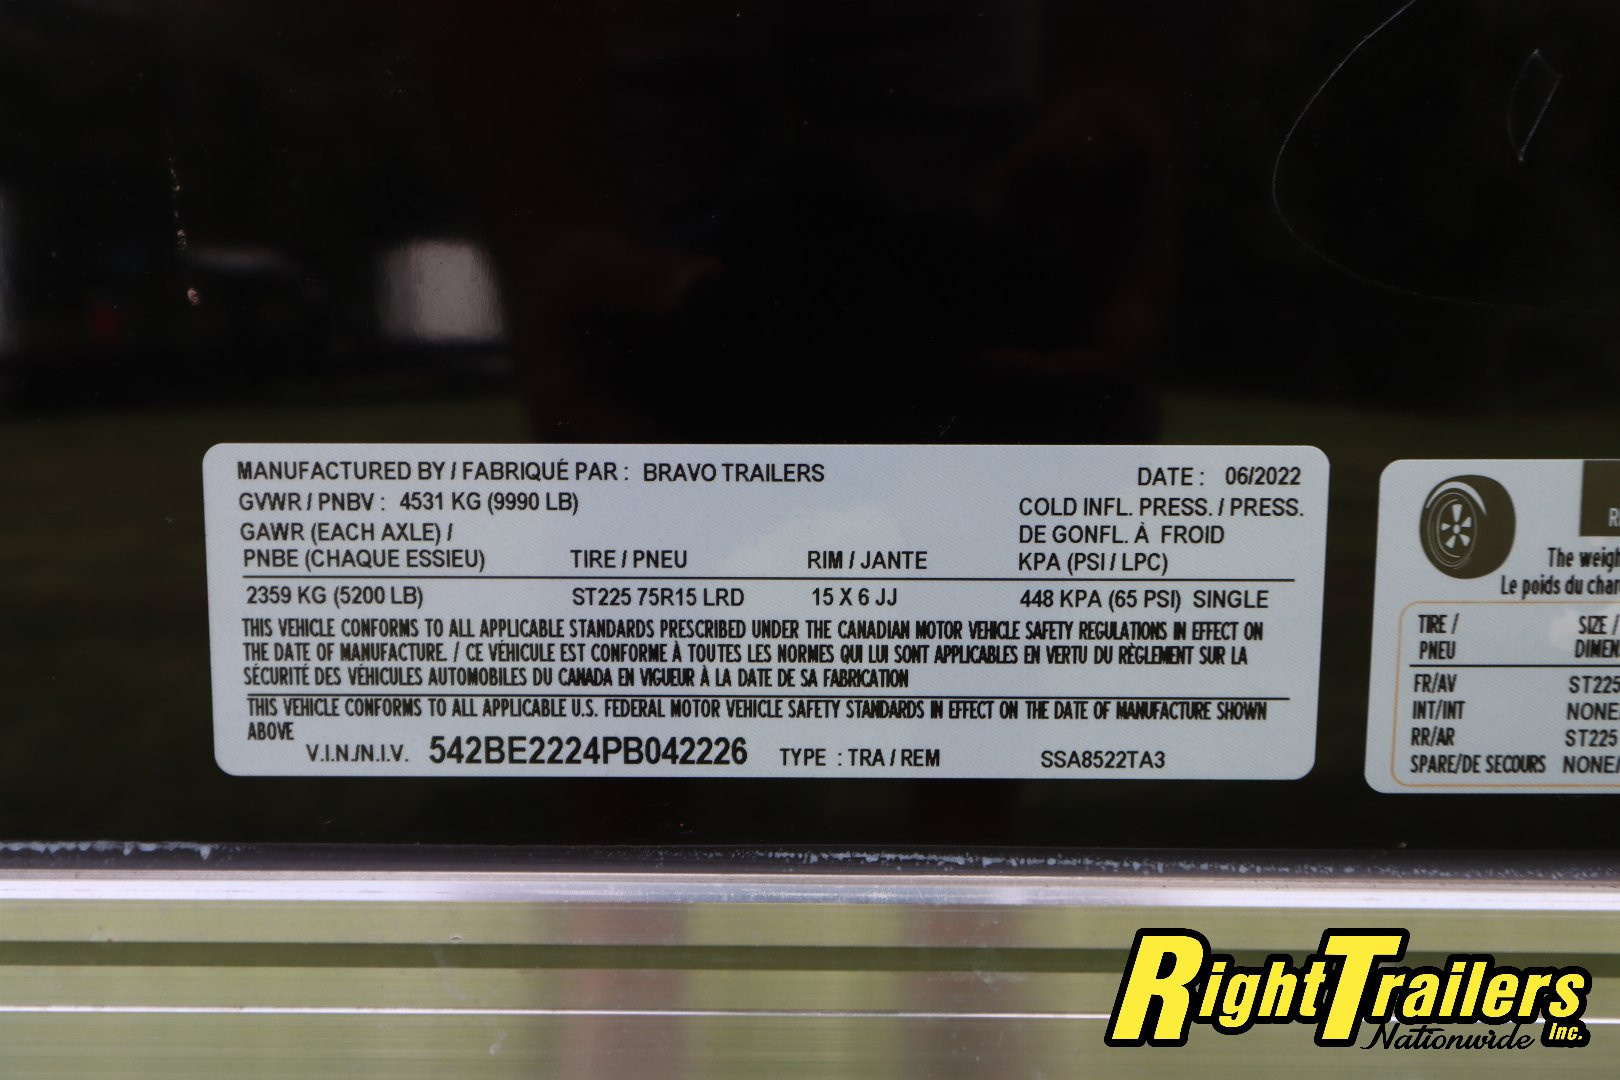 MANUFACTURED BY / FABRIQUÉ PAR : BRAVO TRAILERS DATE : 06/2022
GVWR / PNBV : 4531 KG (9990 LB) COLD INFL. PRESS. / PRESS.
GAWR (EACH AXLE) / DE GONFL. À FROID
PNBE (CHAQUE ESSIEU) TIRE / PNEU RIM / JANTE KPA (PSI / LPC)
2359 KG (5200 LB) ST225 75R15 LRD 15 X 6 JJ 448 KPA (65 PSI) SINGLE
THIS VEHICLE CONFORMS TO ALL APPLICABLE STANDARDS PRESCRIBED UNDER THE CANADIAN MOTOR VEHICLE SAFETY REGULATIONS IN EFFECT ON
THE DATE OF MANUFACTURE. / CE VÉHICULE EST CONFORME À TOUTES LES NORMES QUI LUI SONT APPLICABLES EN VERTU DU RÈGLEMENT SUR LA
SÉCURITÉ DES VÉHICULES AUTOMOBILES DU CANADA EN VIGUEUR À LA DATE DE SA FABRICATION
THIS VEHICLE CONFORMS TO ALL APPLICABLE U.S. FEDERAL MOTOR VEHICLE SAFETY STANDARDS IN EFFECT ON THE DATE OF MANUFACTURE SHOWN
ABOVE
V.I.N./N.I.V. 542BE2224PB042226 TYPE : TRA / REM SSA8522TA3
The
Le poids du
TIRE / SIZE /
PNEU
FR/AV ST225
INT/INT NONE
RR/AR ST225
SPARE/DE SECOURS NONE/
RightTrailers
Nationwide Inc.